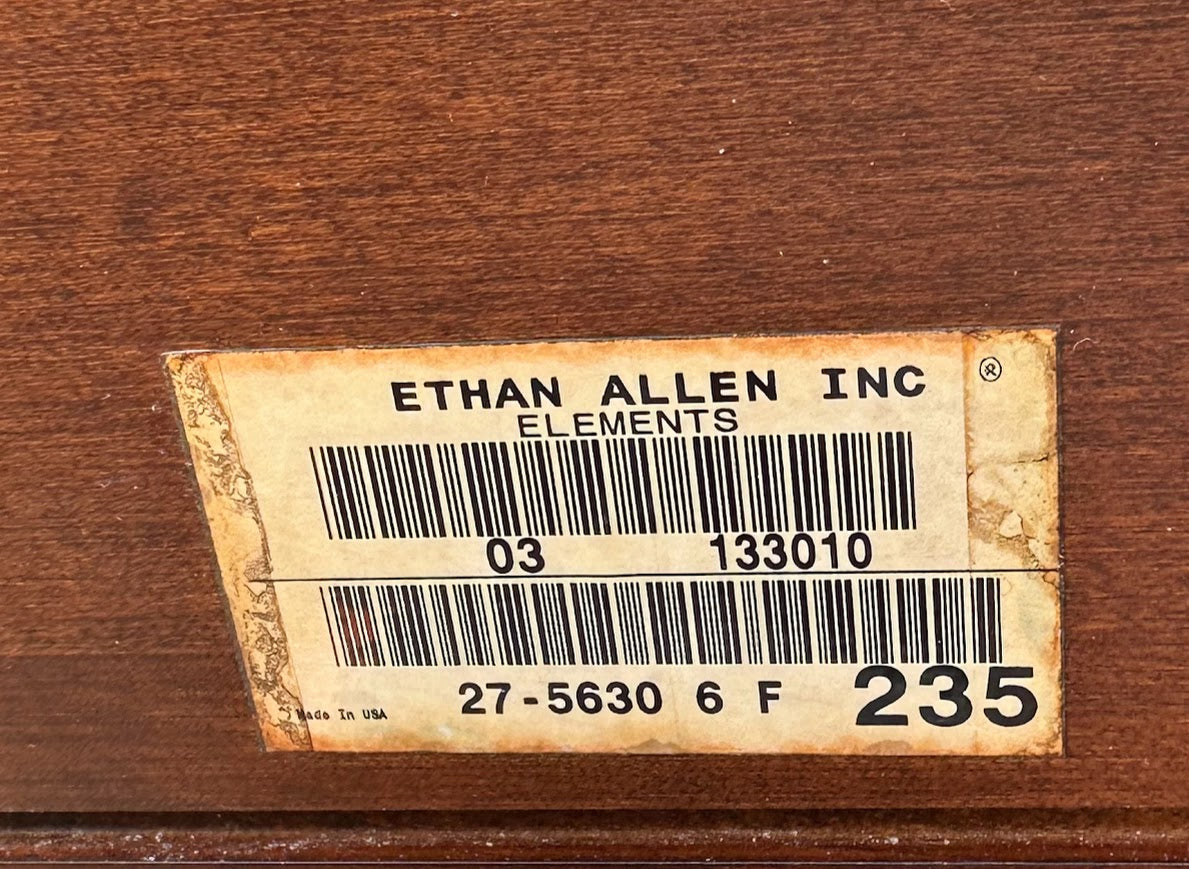 ETHAN ALLEN INC ®
ELEMENTS
03 133010
27-5630 6 F 235
Made In USA